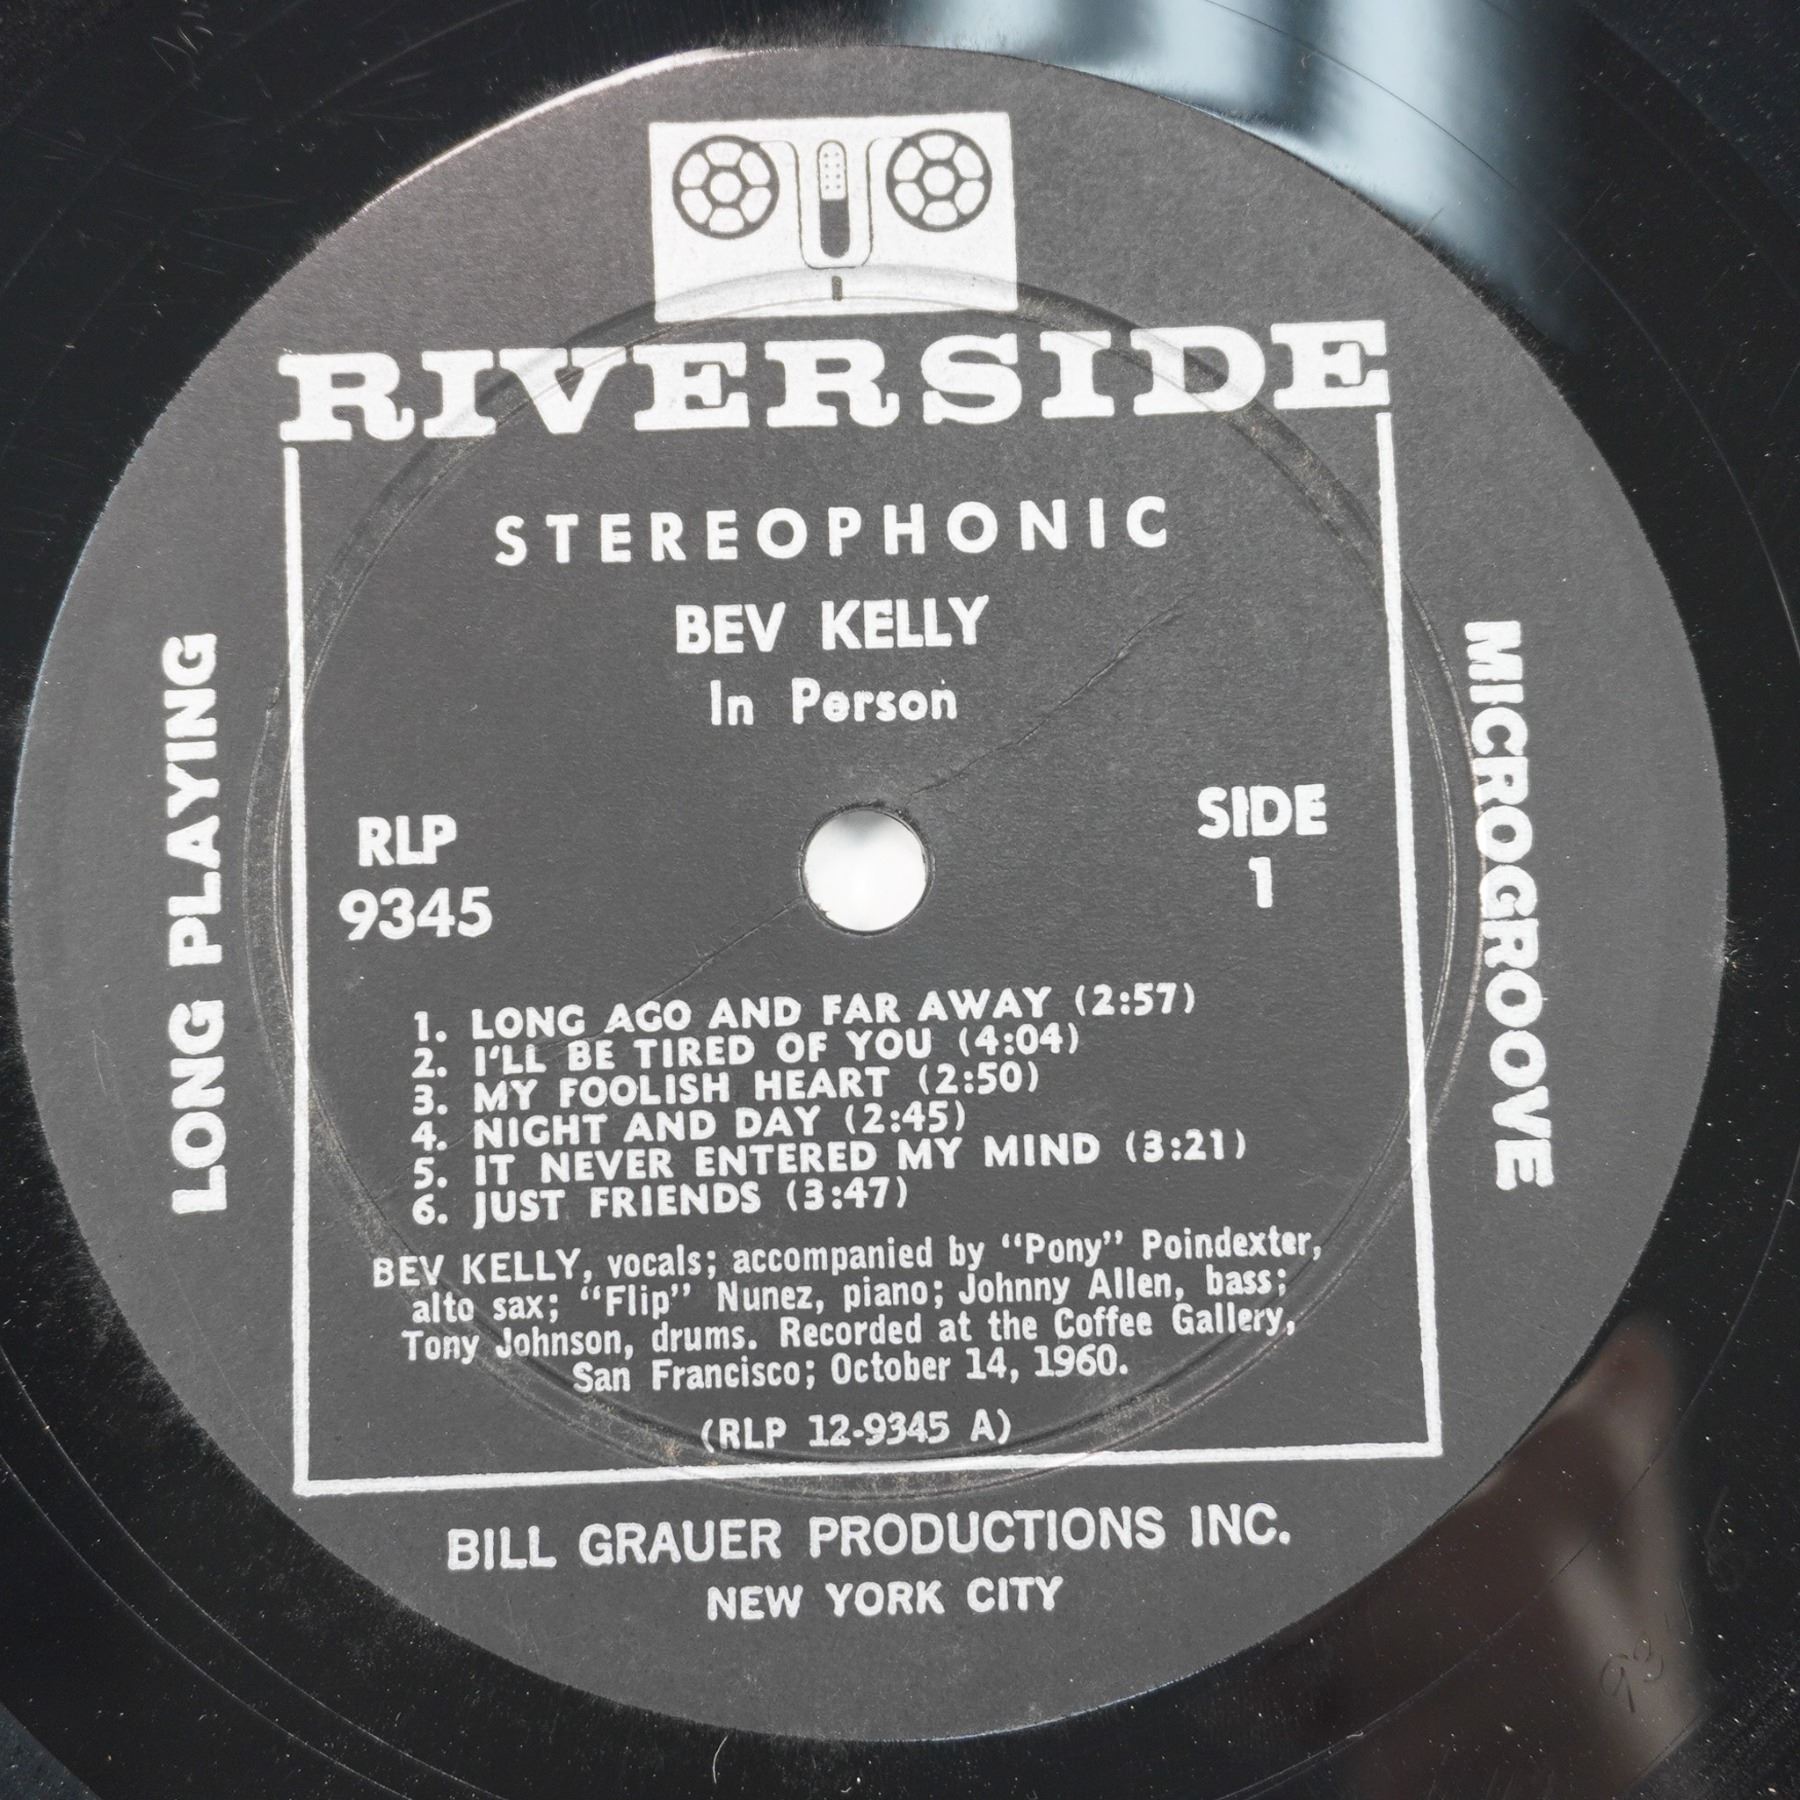 RIVERSIDE
STEREOPHONIC
BEV KELLY
In Person
RLP
9345
SIDE
1
LONG PLAYING
MICROGROOVE
1. LONG AGO AND FAR AWAY (2:57)
2. I'LL BE TIRED OF YOU (4:04)
3. MY FOOLISH HEART (2:50)
4. NIGHT AND DAY (2:45)
5. IT NEVER ENTERED MY MIND (3:21)
6. JUST FRIENDS (3:47)
BEV KELLY, vocals; accompanied by "Pony" Poindexter,
alto sax; "Flip" Nunez, piano; Johnny Allen, bass;
Tony Johnson, drums. Recorded at the Coffee Gallery,
San Francisco; October 14, 1960.
(RLP 12-9345 A)
BILL GRAUER PRODUCTIONS INC.
NEW YORK CITY